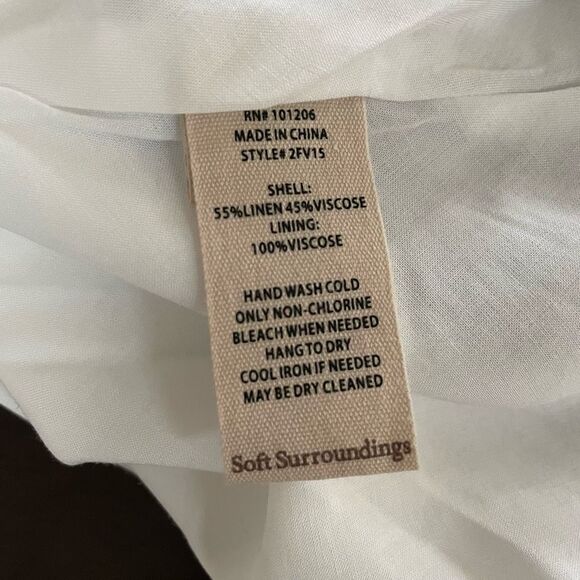 RN# 101206
MADE IN CHINA
STYLE# 2FV15
SHELL:
55%LINEN 45%VISCOSE
LINING:
100%VISCOSE
HAND WASH COLD
ONLY NON-CHLORINE
BLEACH WHEN NEEDED
HANG TO DRY
COOL IRON IF NEEDED
MAY BE DRY CLEANED
Soft Surroundings